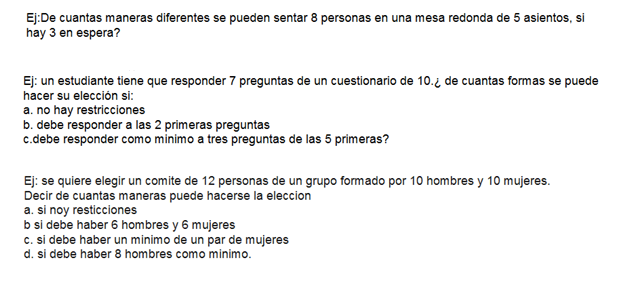 Ej:De cuantas maneras diferentes se pueden sentar 8 personas en una mesa redonda de 5 asientos, si
hay 3 en espera?
Ej: un estudiante tiene que responder 7 preguntas de un cuestionario de 10.¿ de cuantas formas se puede
hacer su elección si:
a. no hay restricciones
b. debe responder a las 2 primeras preguntas
c.debe responder como minimo a tres preguntas de las 5 primeras?
Ej: se quiere elegir un comite de 12 personas de un grupo formado por 10 hombres y 10 mujeres.
Decir de cuantas maneras puede hacerse la eleccion
a. si noy resticciones
b si debe haber 6 hombres y 6 mujeres
c. si debe haber un minimo de un par de mujeres
d. si debe haber 8 hombres como minimo.